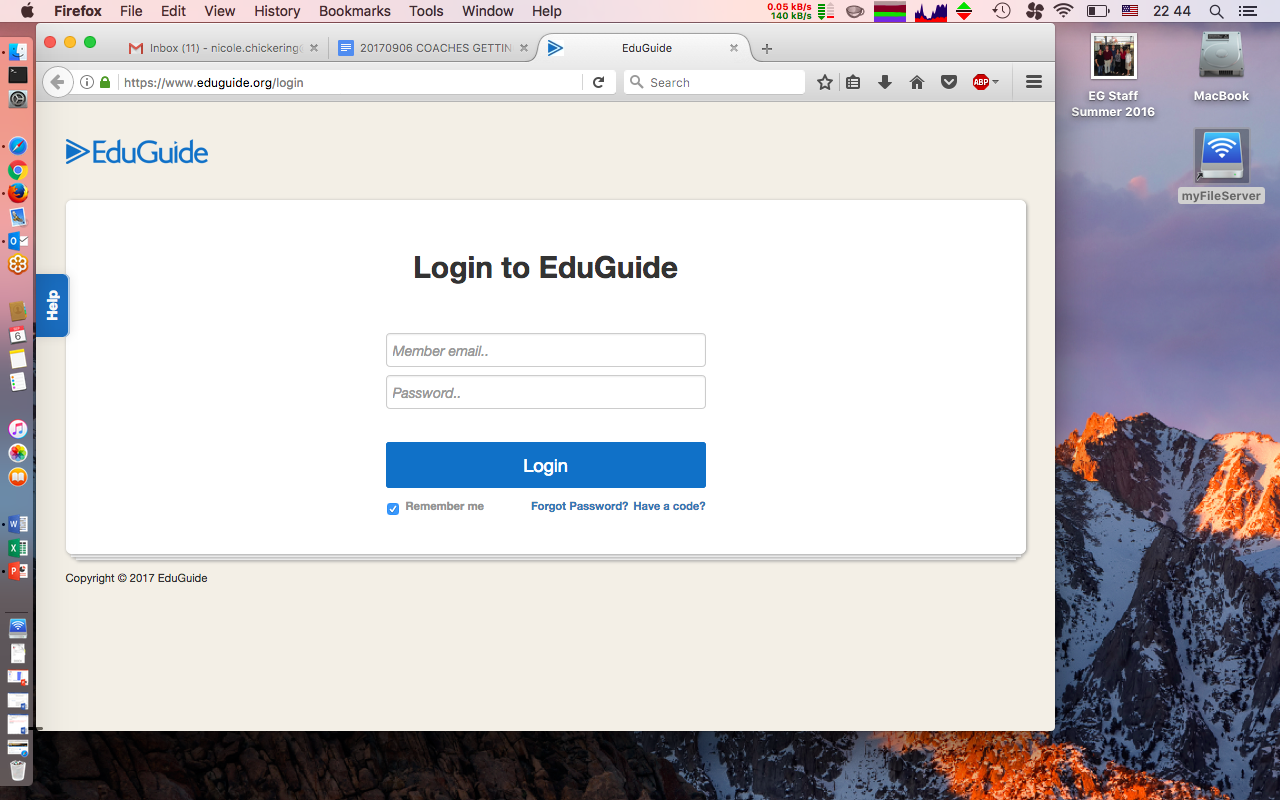 Firefox File Edit View History Bookmarks Tools Window Help
0.05 kB/s
140 kB/s
22 44
Inbox (11) - nicole.chickering@
20170906 COACHES GETTIN
EduGuide
https://www.eduguide.org/login
Search
ABP
EG Staff
Summer 2016
MacBook
myFileServer
EduGuide
Login to EduGuide
Help
Member email..
Password..
Login
Remember me
Forgot Password? Have a code?
Copyright © 2017 EduGuide
6